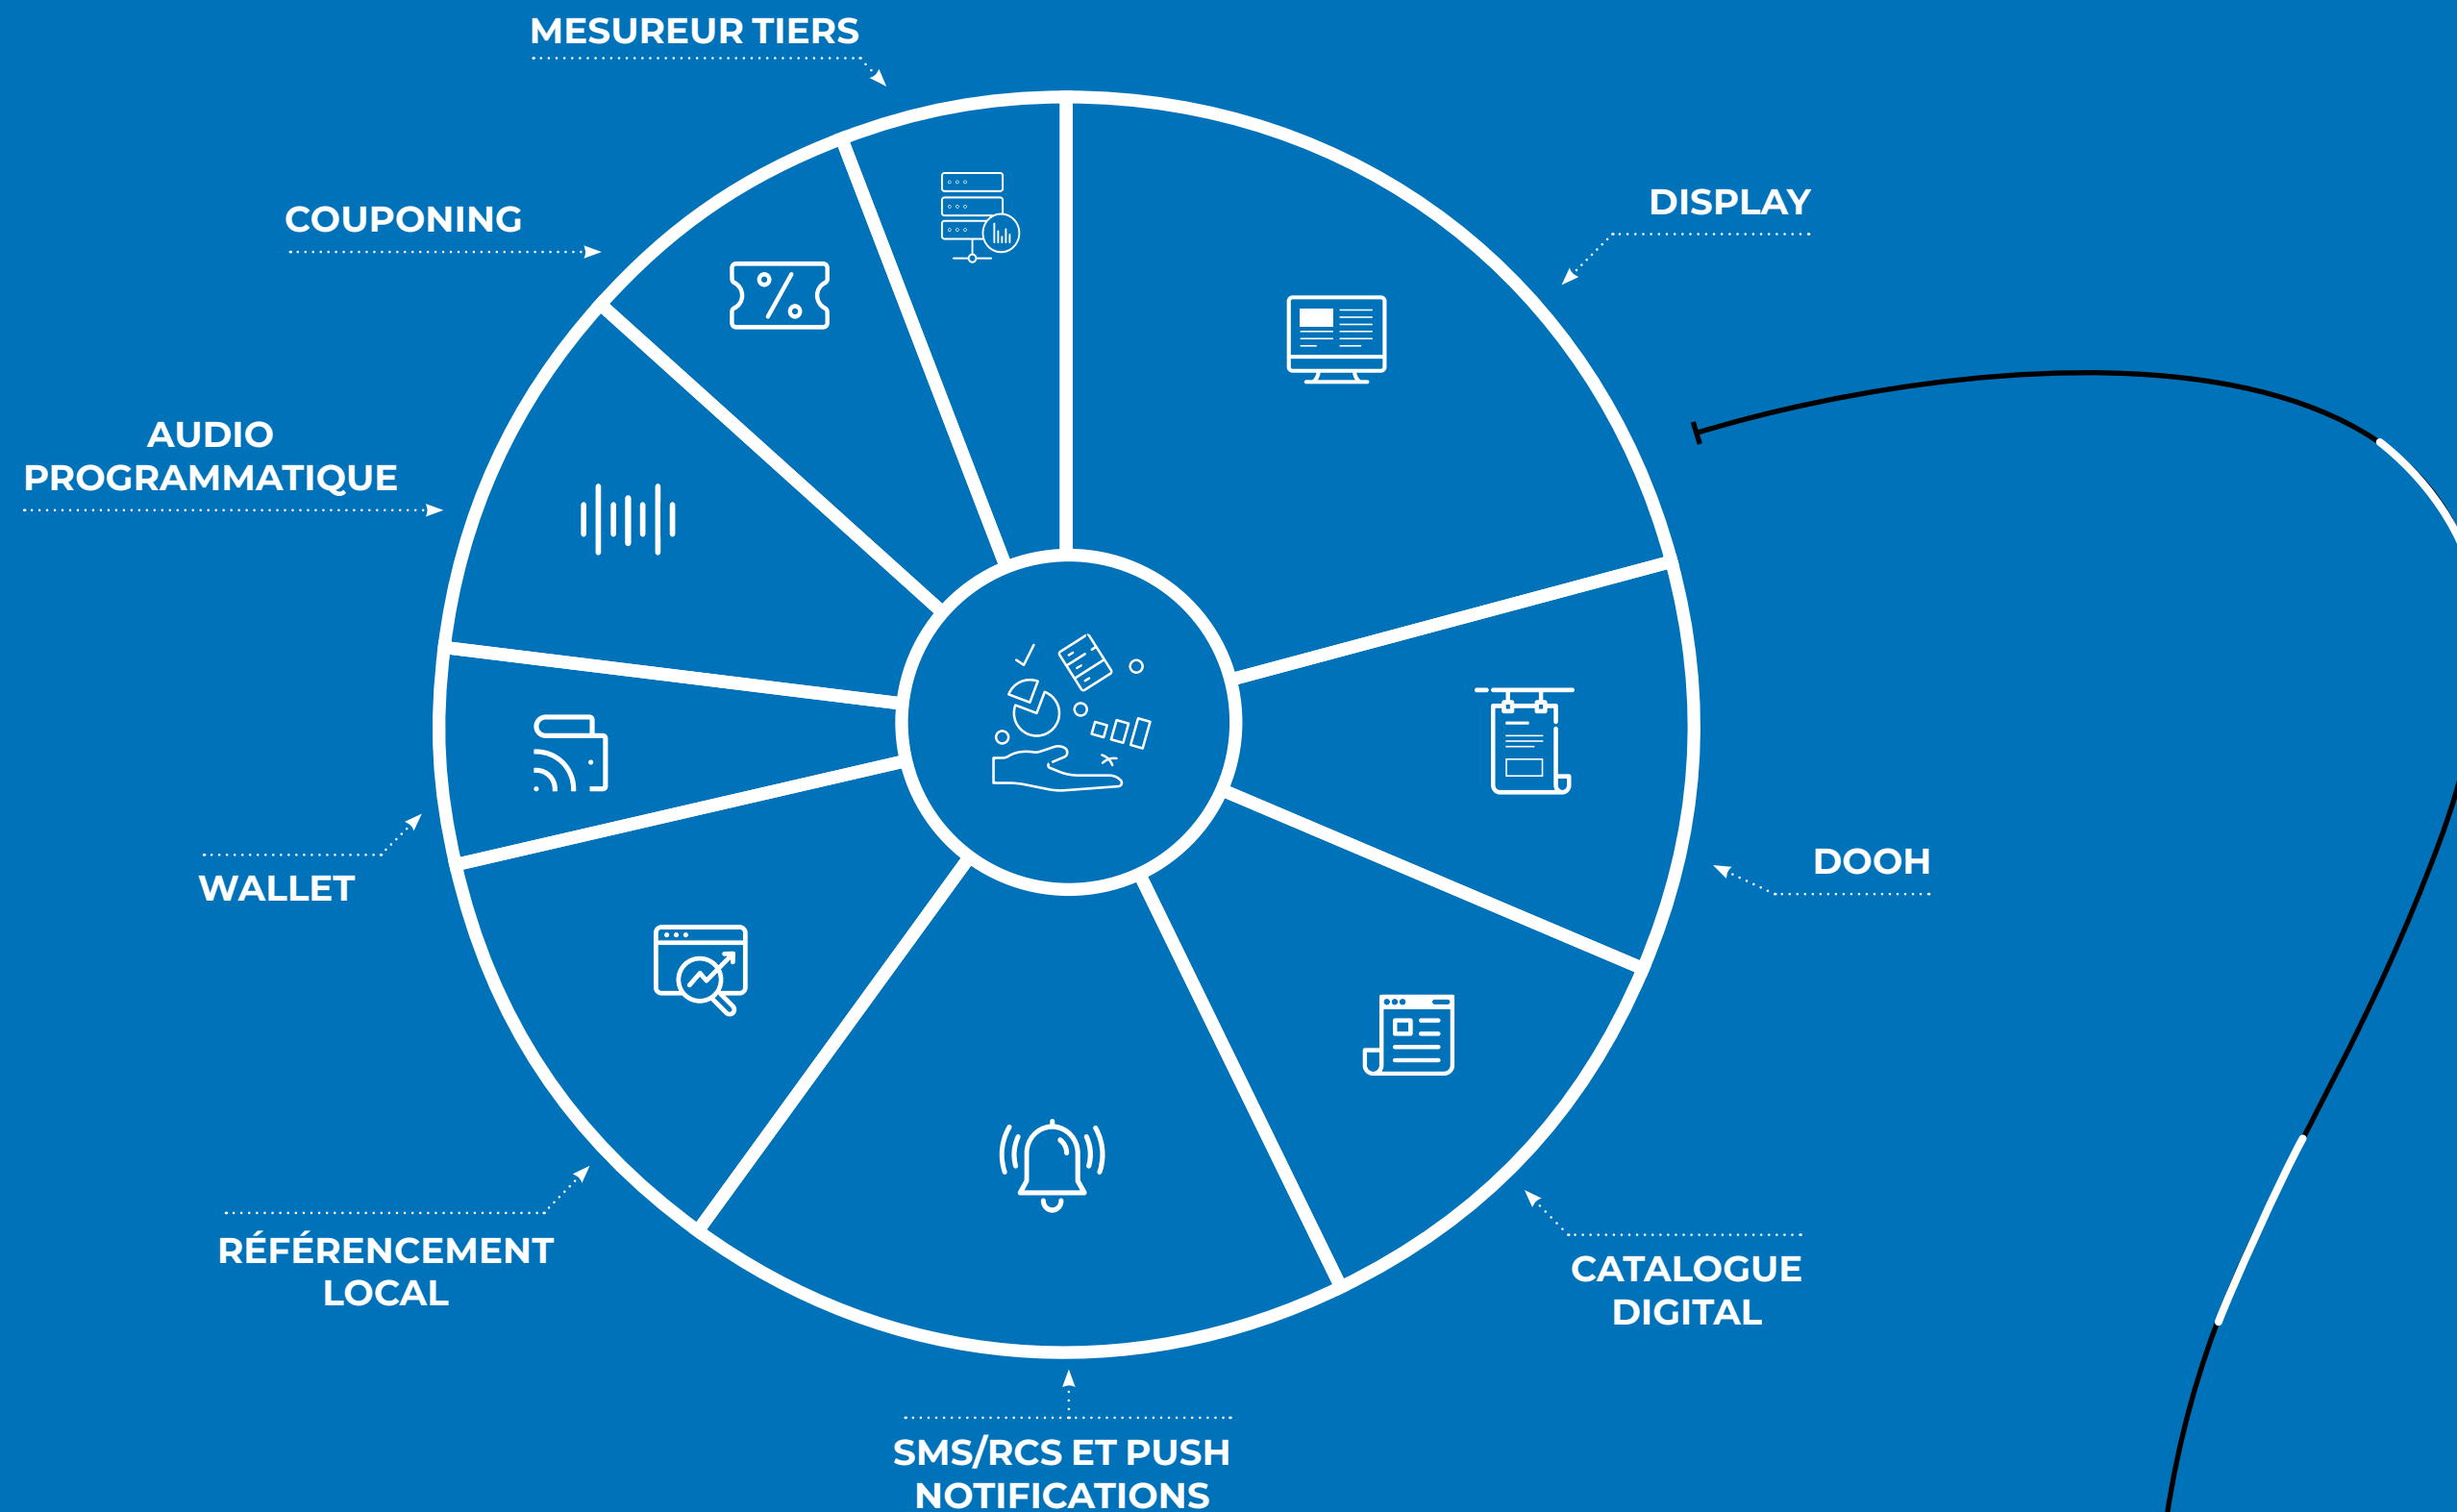 MESUREUR TIERS
DISPLAY
COUPONING
AUDIO
PROGRAMMATIQUE
DOOH
WALLET
RÉFÉRENCEMENT
LOCAL
CATALOGUE
DIGITAL
SMS/RCS ET PUSH
NOTIFICATIONS